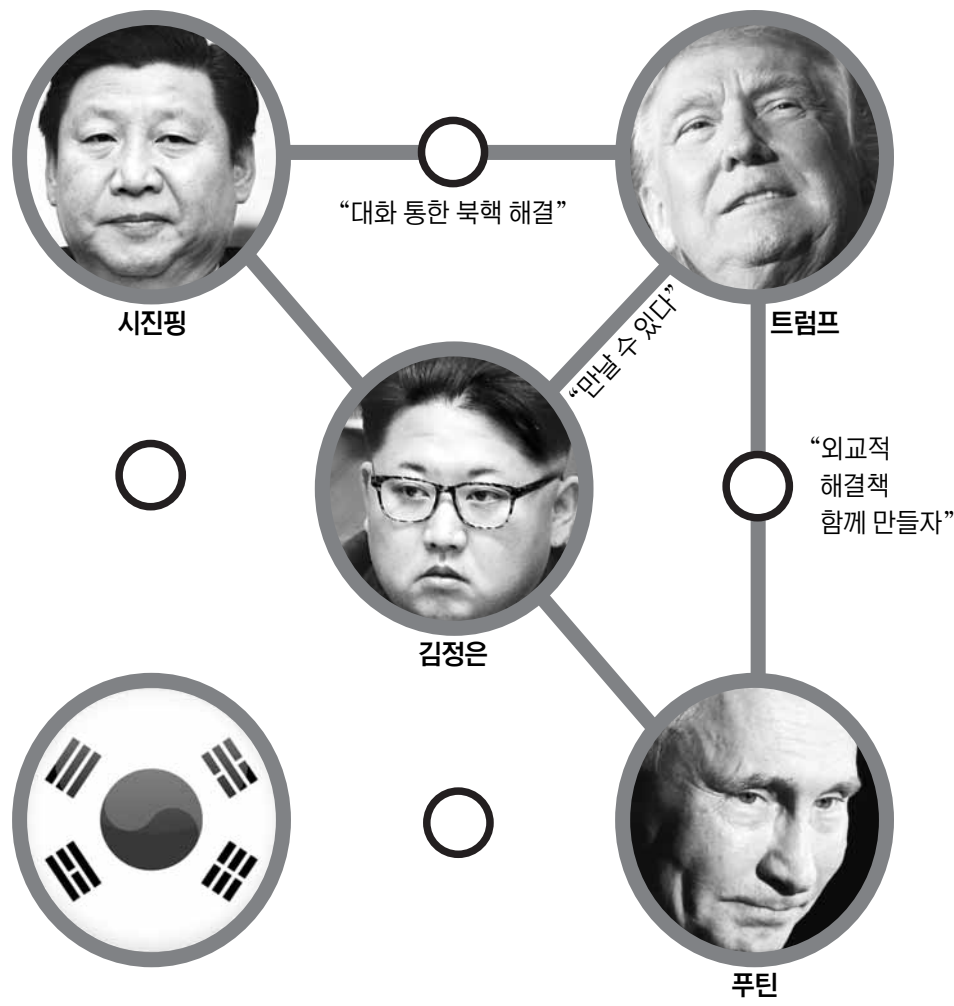 “대화 통한 북핵 해결”
시진핑
트럼프
“만날 수 있다”
“외교적
해결책
함께 만들자”
김정은
푸틴